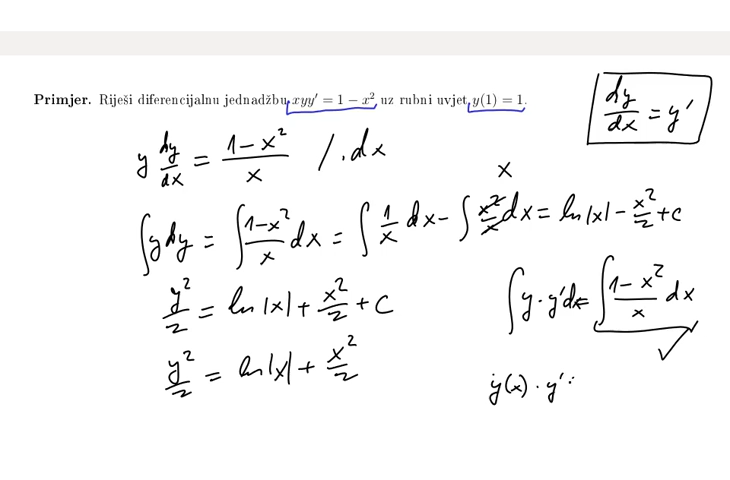 Primjer. Riješi diferencijalnu jednadžbu xyy' = 1 − x², uz rubni uvjet y(1) = 1.
dy/dx = y'
y dy/dx = (1−x²)/x /·dx
∫y dy = ∫(1−x²)/x dx = ∫1/x dx − ∫x²/x dx = ln|x| − x²/2 + c
x
y²/2 = ln|x| + x²/2 + C
∫y·y'dx = ∫(1−x²)/x dx ✓
y²/2 = ln|x| + x²/2
y(x)·y':